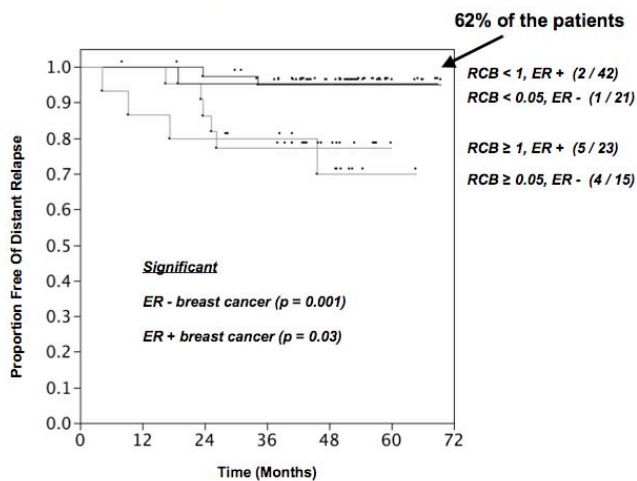 62% of the patients
RCB < 1, ER + (2 / 42)
RCB < 0.05, ER - (1 / 21)
RCB ≥ 1, ER + (5 / 23)
RCB ≥ 0.05, ER - (4 / 15)
Proportion Free Of Distant Relapse
1.0
0.9
0.8
0.7
0.6
0.5
0.4
0.3
0.2
0.1
0.0
Significant
ER - breast cancer (p = 0.001)
ER + breast cancer (p = 0.03)
0 12 24 36 48 60 72
Time (Months)